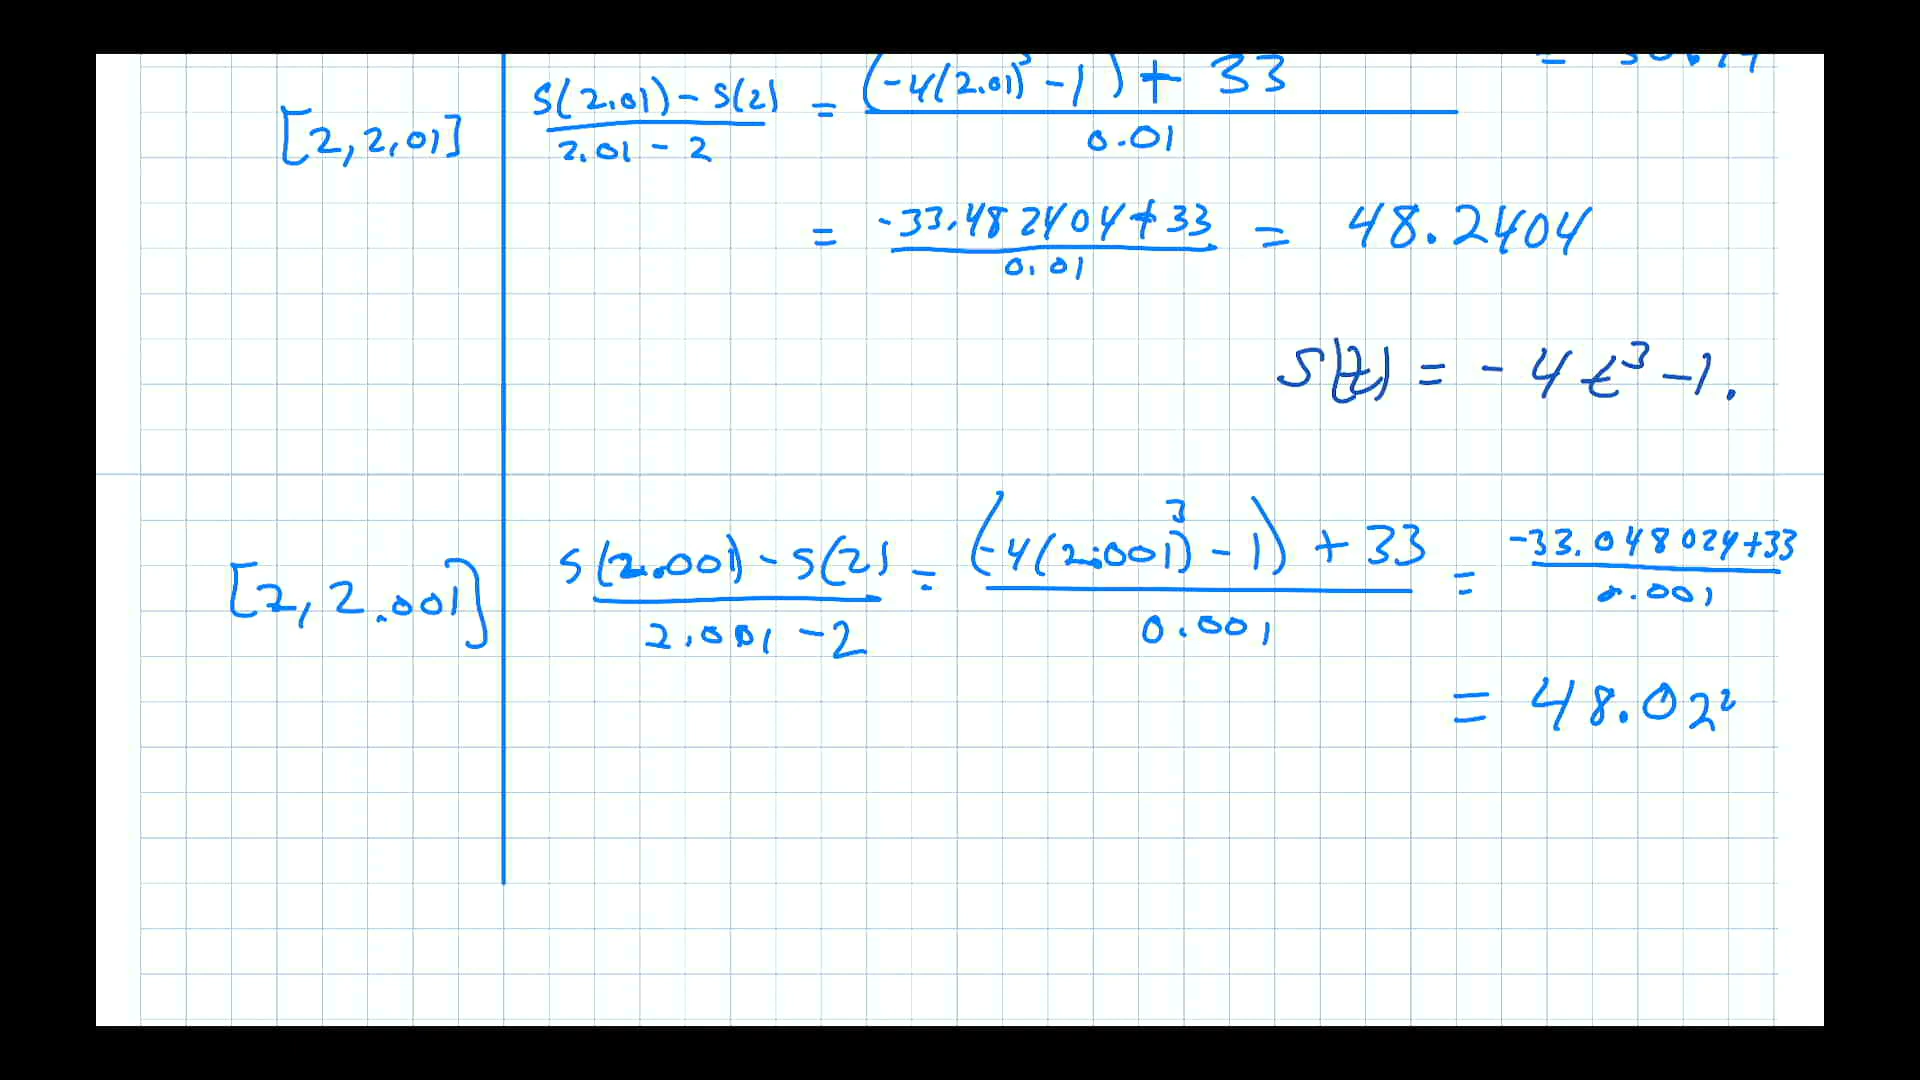 [2, 2.01] (s(2.01) - s(2))/(2.01 - 2) = ((-4(2.01)³ - 1) + 33)/0.01
= (-33.482404 + 33)/0.01 = 48.2404
s(t) = -4t³ - 1.
[2, 2.001] (s(2.001) - s(2))/(2.001 - 2) = ((-4(2.001)³ - 1) + 33)/0.001 = (-33.048024 + 33)/0.001
= 48.022